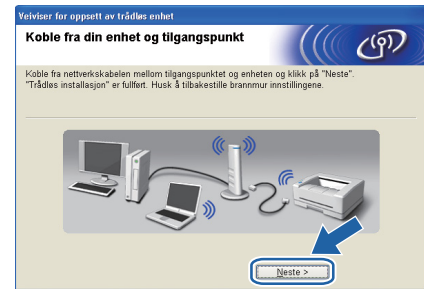 Veiviser for oppsett av trådløs enhet
Koble fra din enhet og tilgangspunkt
Koble fra nettverkskabelen mellom tilgangspunktet og enheten og klikk på "Neste".
"Trådløs installasjon" er fullført. Husk å tilbakestille brannmur innstillingene.
Neste >